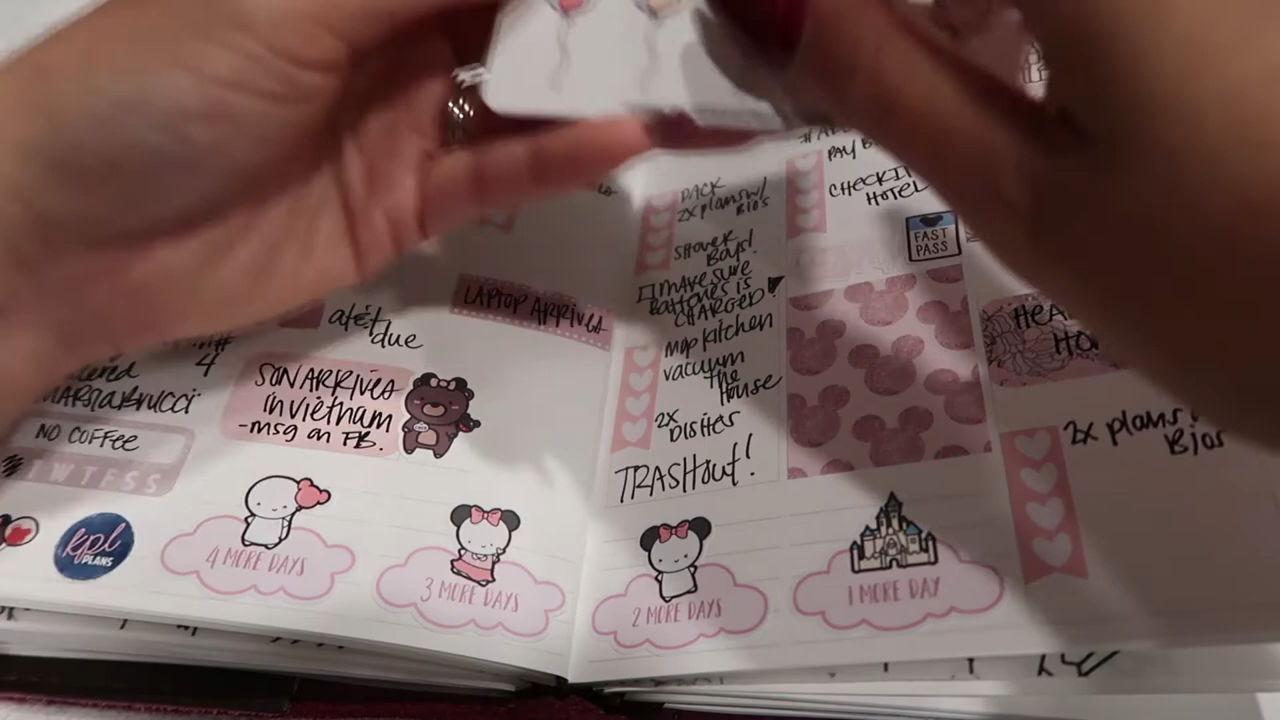 4
NO COFFEE
T W T F S S
kpl
PLANS
due
SON ARRIVES
in vietnam
-msg on FB.
LAPTOP ARRIVES
4 MORE DAYS
3 MORE DAYS
PACK
2x plans w/
Bios
SHOWER
Boys!
MAKE SURE
Batteries is
CHARGED!
mop kitchen
vacuum
the
House
2x
DISHES
TRASH out!
2 MORE DAYS
PAY
CHECK IN
HOTEL
FAST
PASS
1 MORE DAY
2x plans
Bios